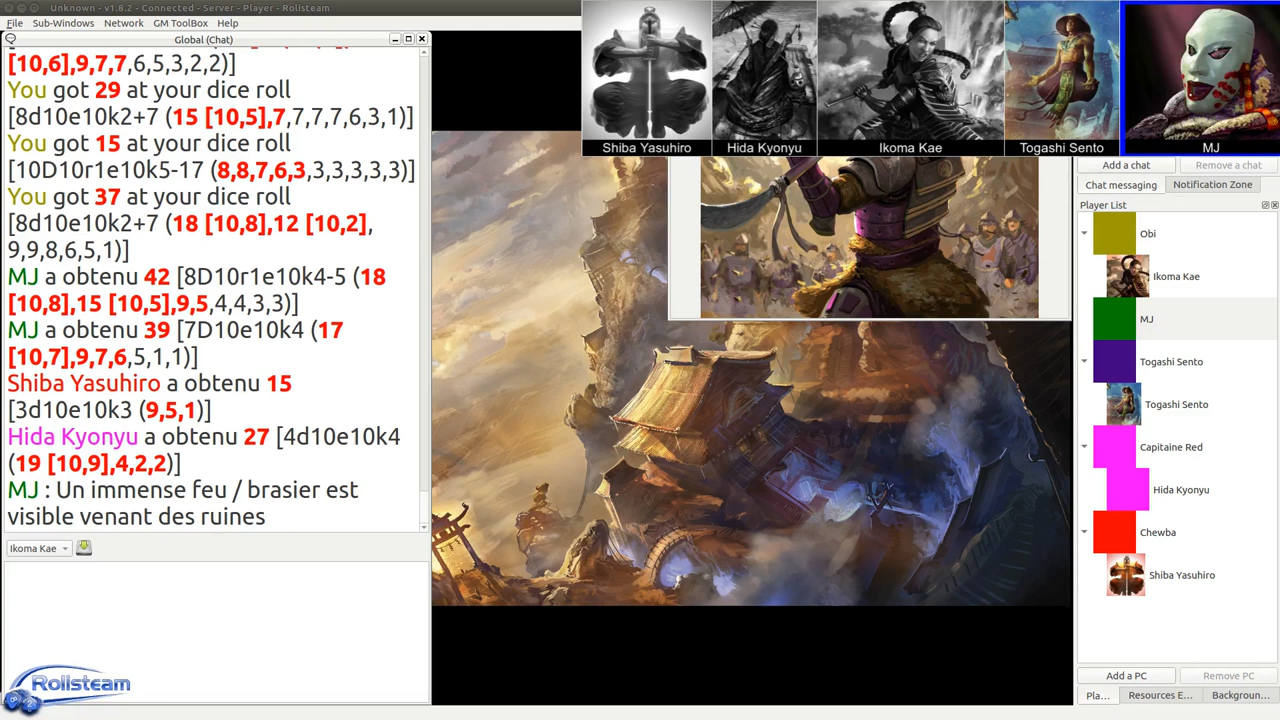 Unknown - v1.8.2 - Connected - Server - Player - Rolisteam
File Sub-Windows Network GM ToolBox Help
Global (Chat)
[10,6],9,7,7,6,5,3,2,2)]
You got 29 at your dice roll
[8d10e10k2+7 (15 [10,5],7,7,7,7,6,3,1)]
You got 15 at your dice roll
[10D10r1e10k5-17 (8,8,7,6,3,3,3,3,3,3)]
You got 37 at your dice roll
[8d10e10k2+7 (18 [10,8],12 [10,2],
9,9,8,6,5,1)]
MJ a obtenu 42 [8D10r1e10k4-5 (18
[10,8],15 [10,5],9,5,4,4,3,3)]
MJ a obtenu 39 [7D10e10k4 (17
[10,7],9,7,6,5,1,1)]
Shiba Yasuhiro a obtenu 15
[3d10e10k3 (9,5,1)]
Hida Kyonyu a obtenu 27 [4d10e10k4
(19 [10,9],4,2,2)]
MJ : Un immense feu / brasier est
visible venant des ruines
Ikoma Kae
Rolisteam
Shiba Yasuhiro
Hida Kyonyu
Ikoma Kae
Togashi Sento
MJ
Add a chat
Remove a chat
Chat messaging
Notification Zone
Player List
Obi
Ikoma Kae
MJ
Togashi Sento
Togashi Sento
Capitaine Red
Hida Kyonyu
Chewba
Shiba Yasuhiro
Add a PC
Remove PC
Pla...
Resources E...
Backgroun...